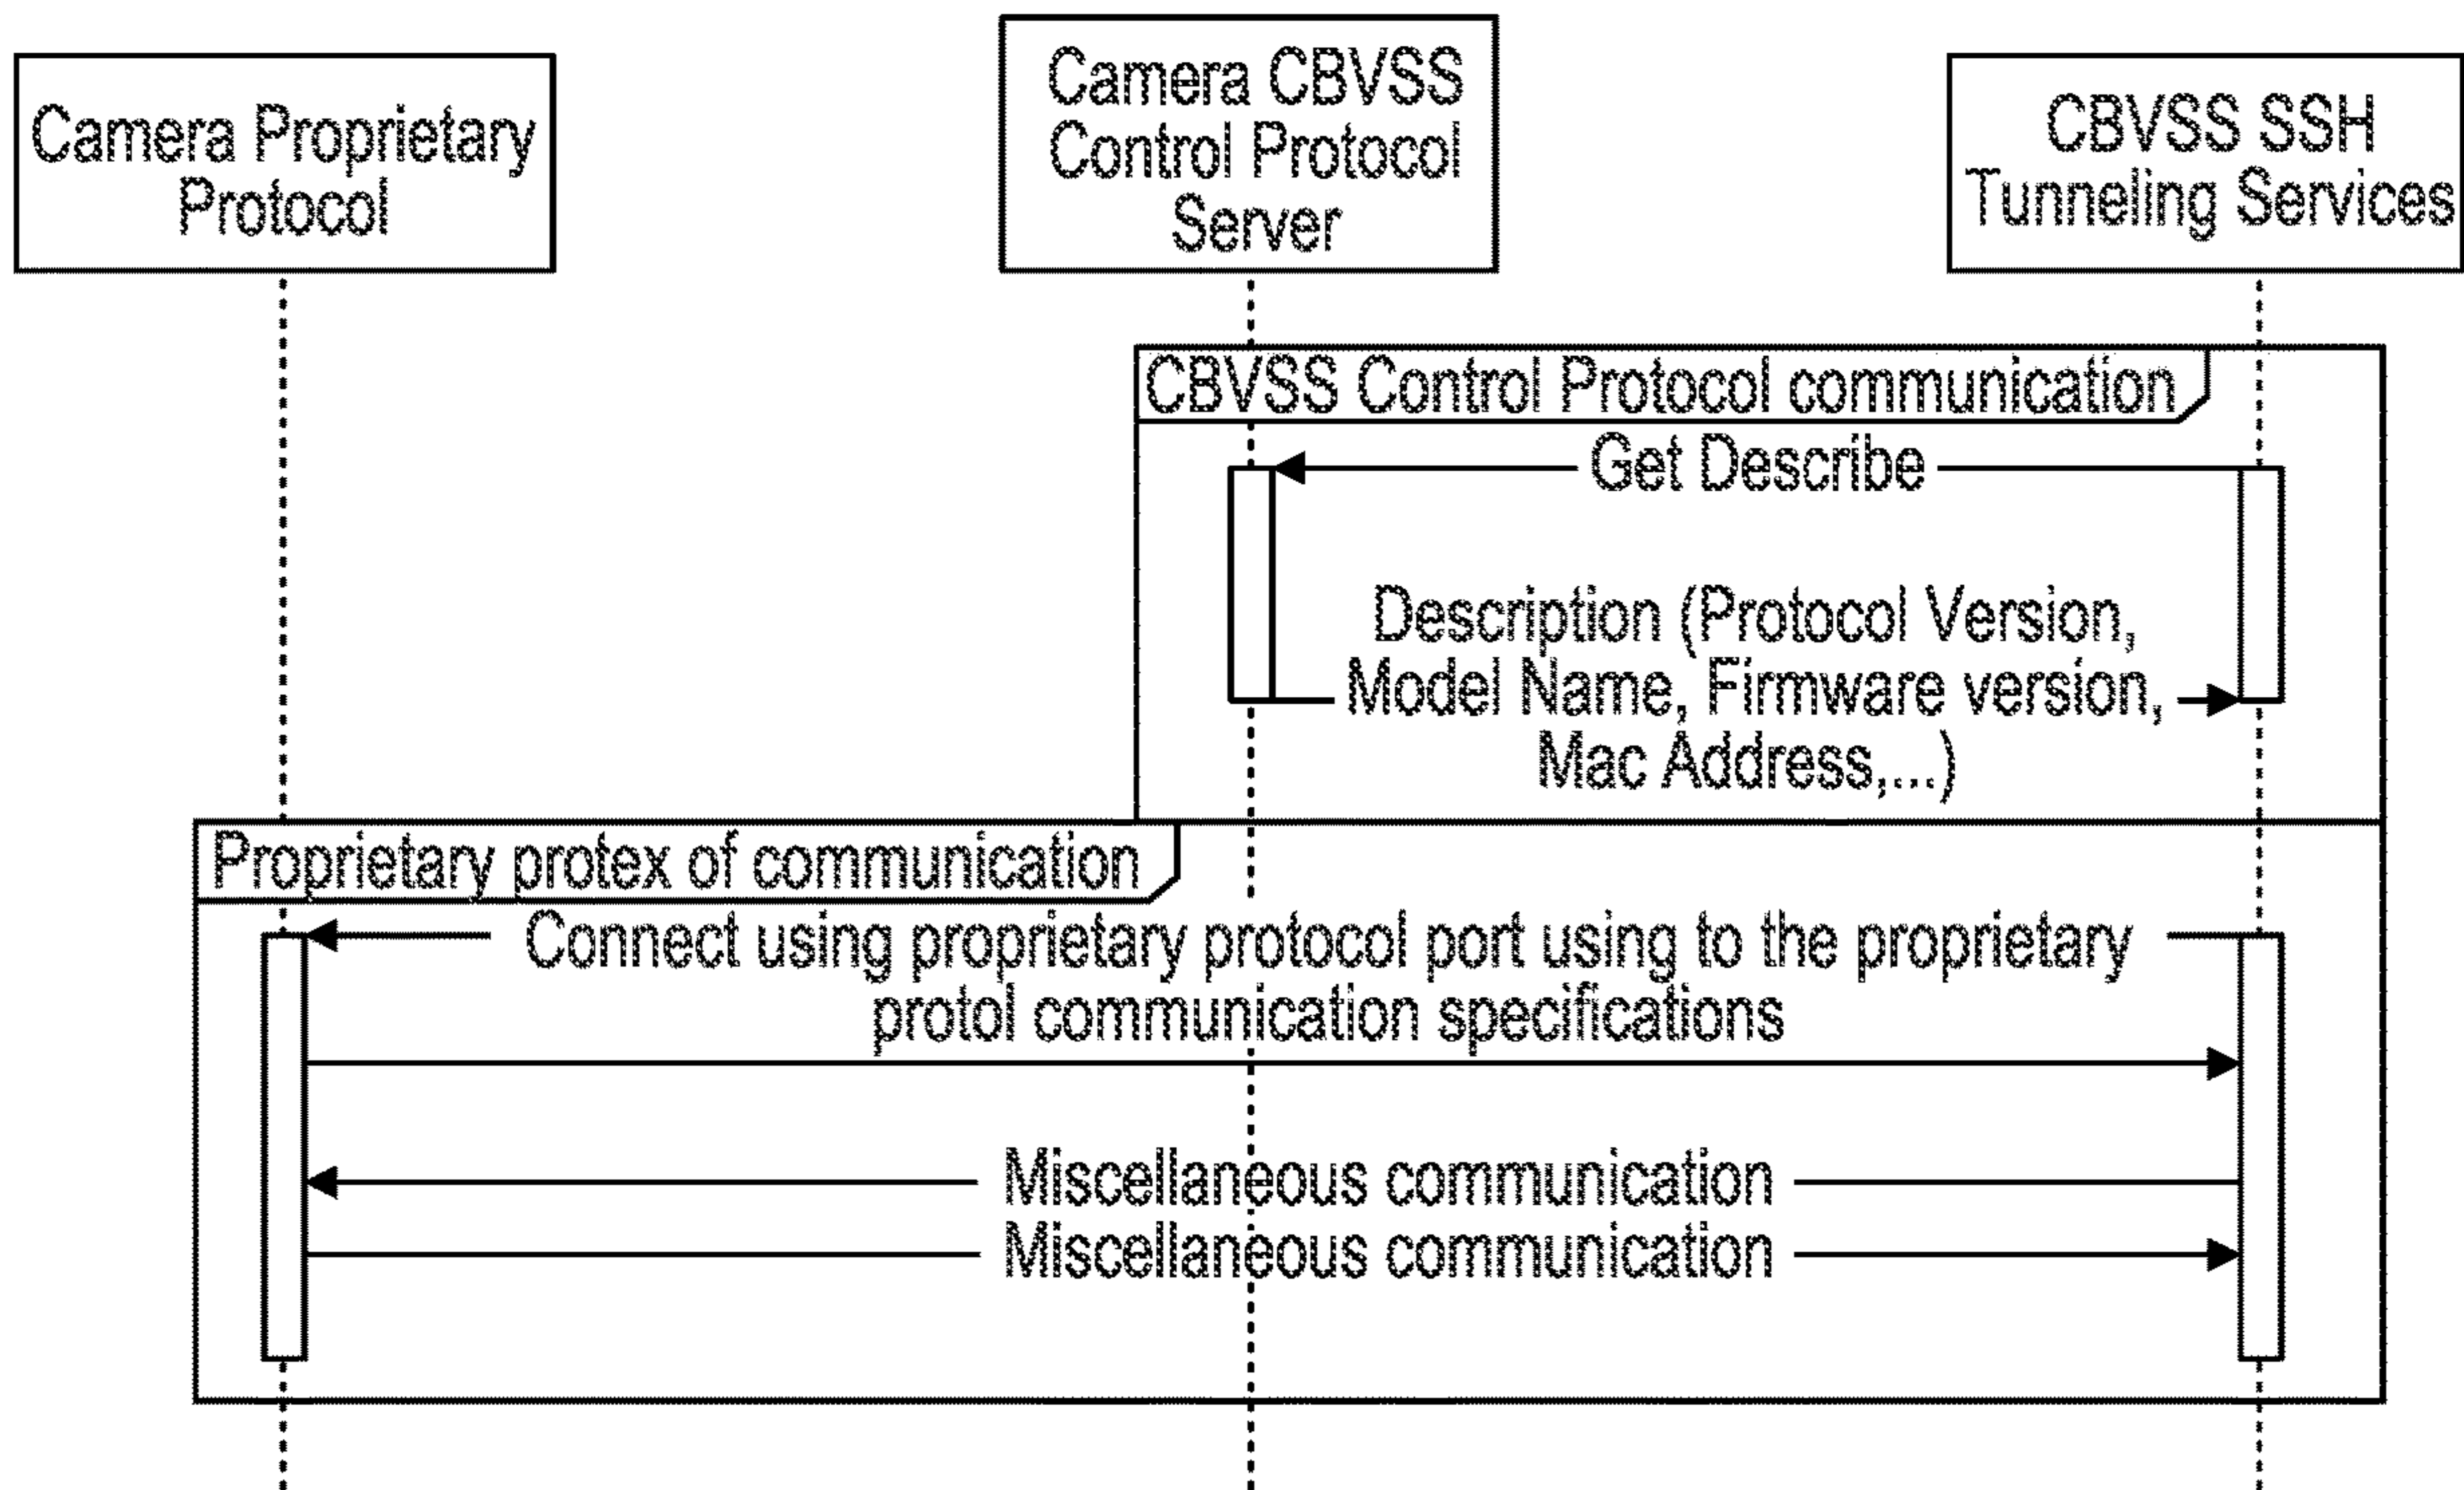 Camera Proprietary
Protocol
Camera CBVSS
Control Protocol
Server
CBVSS SSH
Tunneling Services
CBVSS Control Protocol communication
Get Describe
Description (Protocol Version,
Model Name, Firmware version,
Mac Address,...)
Proprietary protex of communication
Connect using proprietary protocol port using to the proprietary
protol communication specifications
Miscellaneous communication
Miscellaneous communication